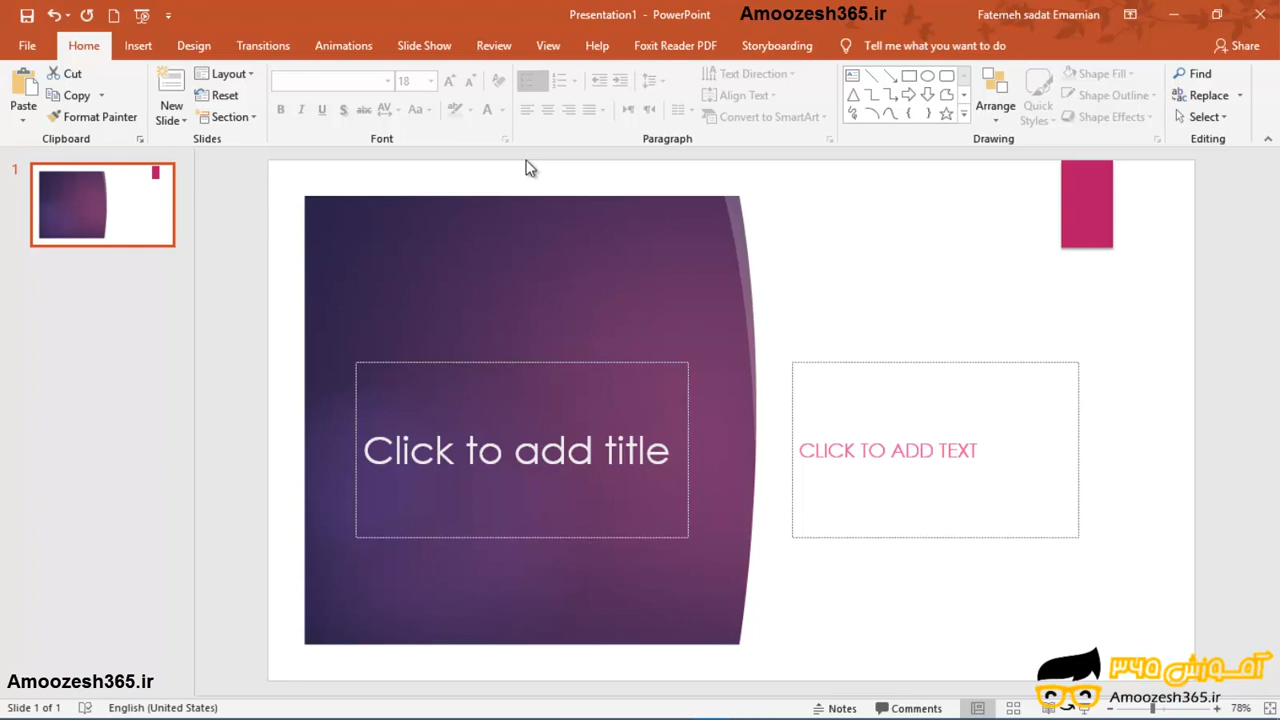 Presentation1 - PowerPoint
Amoozesh365.ir
Fatemeh sadat Emamian
File Home Insert Design Transitions Animations Slide Show Review View Help Foxit Reader PDF Storyboarding Tell me what you want to do Share
Paste
Cut
Copy
Format Painter
Clipboard
New Slide
Layout
Reset
Section
Slides
18
Font
Text Direction
Align Text
Convert to SmartArt
Paragraph
Arrange
Quick Styles
Shape Fill
Shape Outline
Shape Effects
Drawing
Find
Replace
Select
Editing
1
Click to add title
CLICK TO ADD TEXT
Amoozesh365.ir
آموزش ۳۶۵
Amoozesh365.ir
Slide 1 of 1 English (United States) Notes Comments 78%